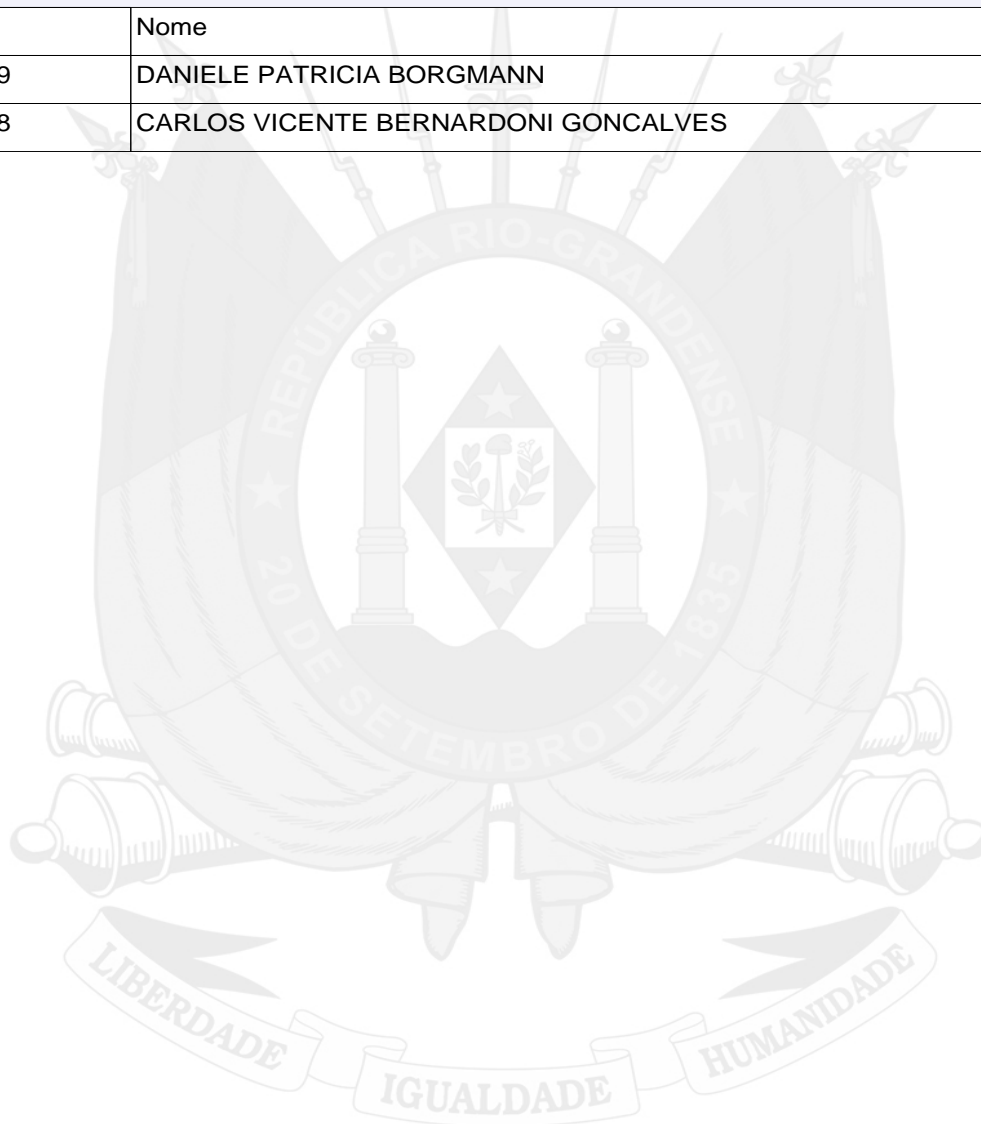 Nome
9 DANIELE PATRICIA BORGMANN
8 CARLOS VICENTE BERNARDONI GONCALVES
REPÚBLICA RIO-GRANDENSE
★ 20 DE SETEMBRO DE 1835 ★
LIBERDADE IGUALDADE HUMANIDADE